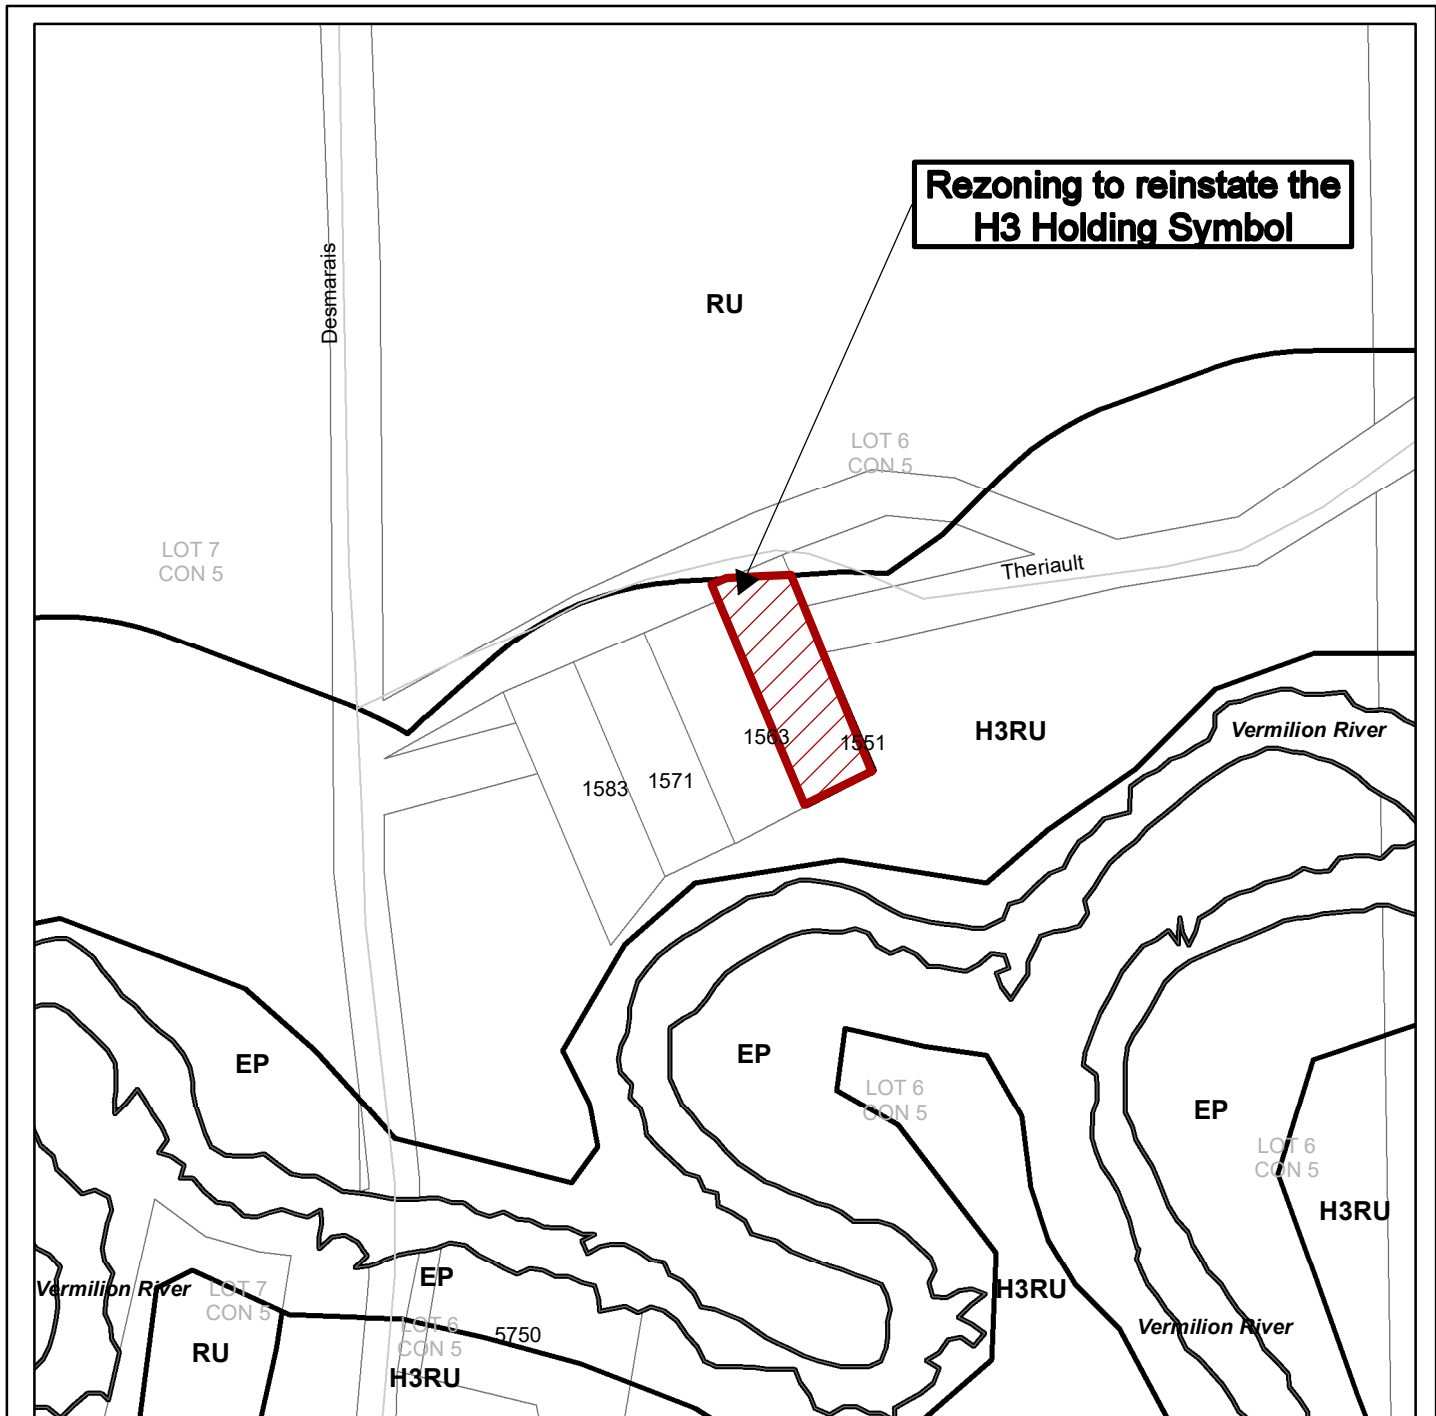 Rezoning to reinstate the
H3 Holding Symbol
Desmarais
RU
LOT 6
CON 5
LOT 7
CON 5
Theriault
H3RU
Vermilion River
1563
1551
1583
1571
EP
EP
LOT 6
CON 5
EP
LOT 6
CON 5
H3RU
EP
Vermilion River
LOT 7
CON 5
H3RU
Vermilion River
LOT 6
CON 5
5750
RU
H3RU